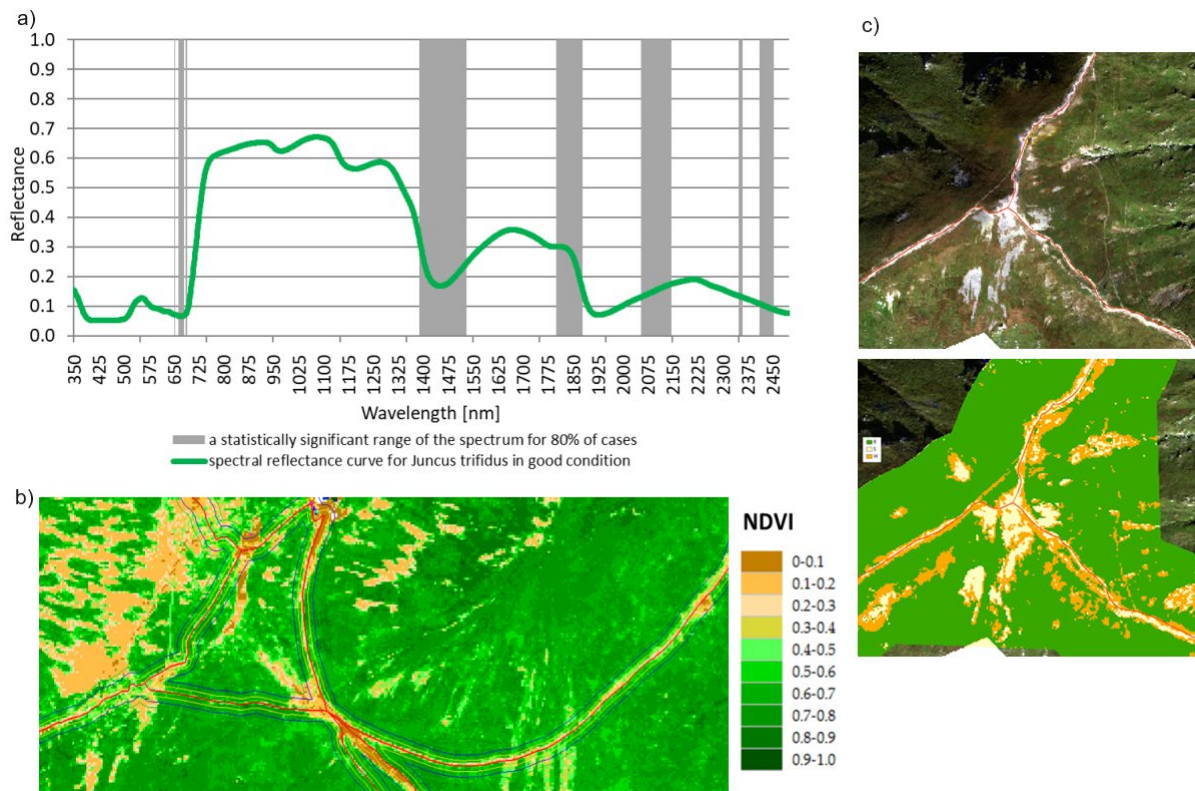 a)
1.0
0.9
0.8
0.7
0.6
0.5
0.4
0.3
0.2
0.1
0.0
Reflectance
350 425 500 575 650 725 800 875 950 1025 1100 1175 1250 1325 1400 1475 1550 1625 1700 1775 1850 1925 2000 2075 2150 2225 2300 2375 2450
Wavelength [nm]
a statistically significant range of the spectrum for 80% of cases
spectral reflectance curve for Juncus trifidus in good condition
b)
NDVI
0-0.1
0.1-0.2
0.2-0.3
0.3-0.4
0.4-0.5
0.5-0.6
0.6-0.7
0.7-0.8
0.8-0.9
0.9-1.0
c)